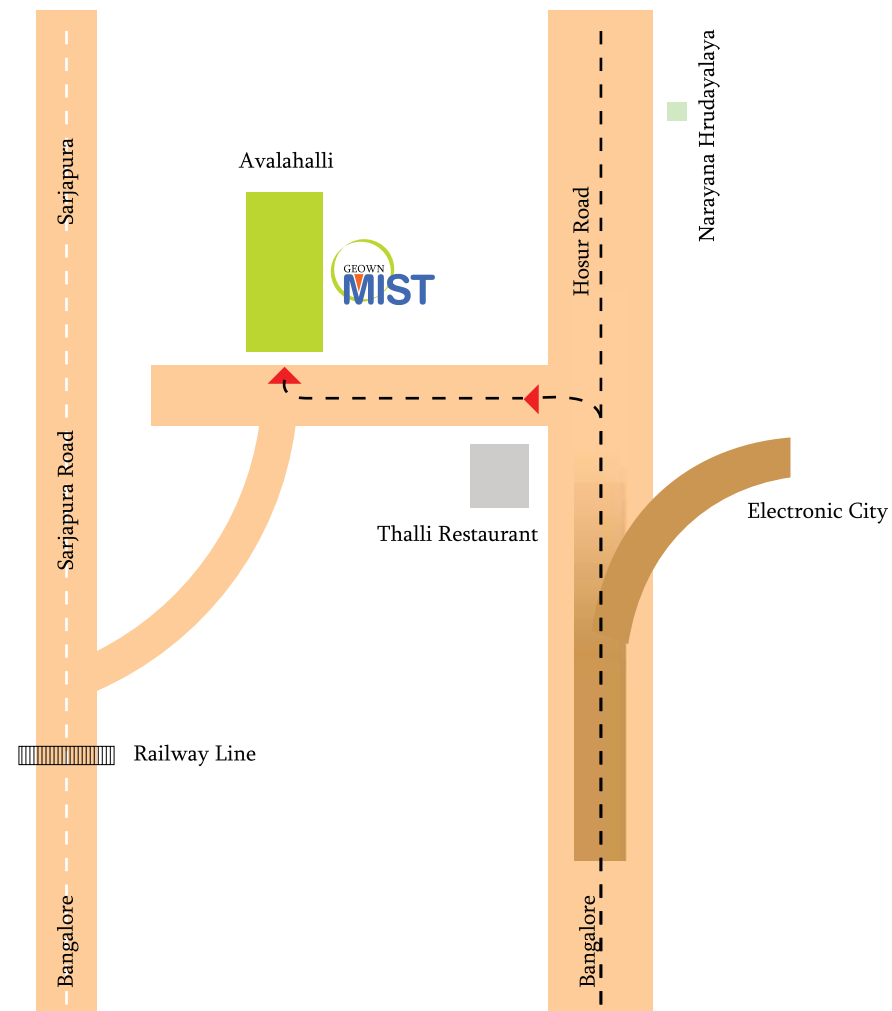 Narayana Hrudayalaya
Sarjapura
Avalahalli
Hosur Road
GEOWN
MIST
Sarjapura Road
Electronic City
Thalli Restaurant
Railway Line
Bangalore
Bangalore